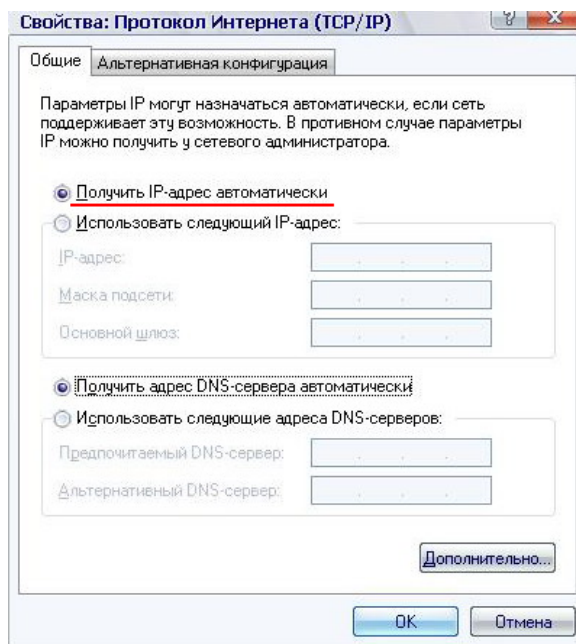 Свойства: Протокол Интернета (TCP/IP)
Общие
Альтернативная конфигурация
Параметры IP могут назначаться автоматически, если сеть
поддерживает эту возможность. В противном случае параметры
IP можно получить у сетевого администратора.
Получить IP-адрес автоматически
Использовать следующий IP-адрес:
IP-адрес:
Маска подсети:
Основной шлюз:
Получить адрес DNS-сервера автоматически
Использовать следующие адреса DNS-серверов:
Предпочитаемый DNS-сервер:
Альтернативный DNS-сервер:
Дополнительно...
OK
Отмена